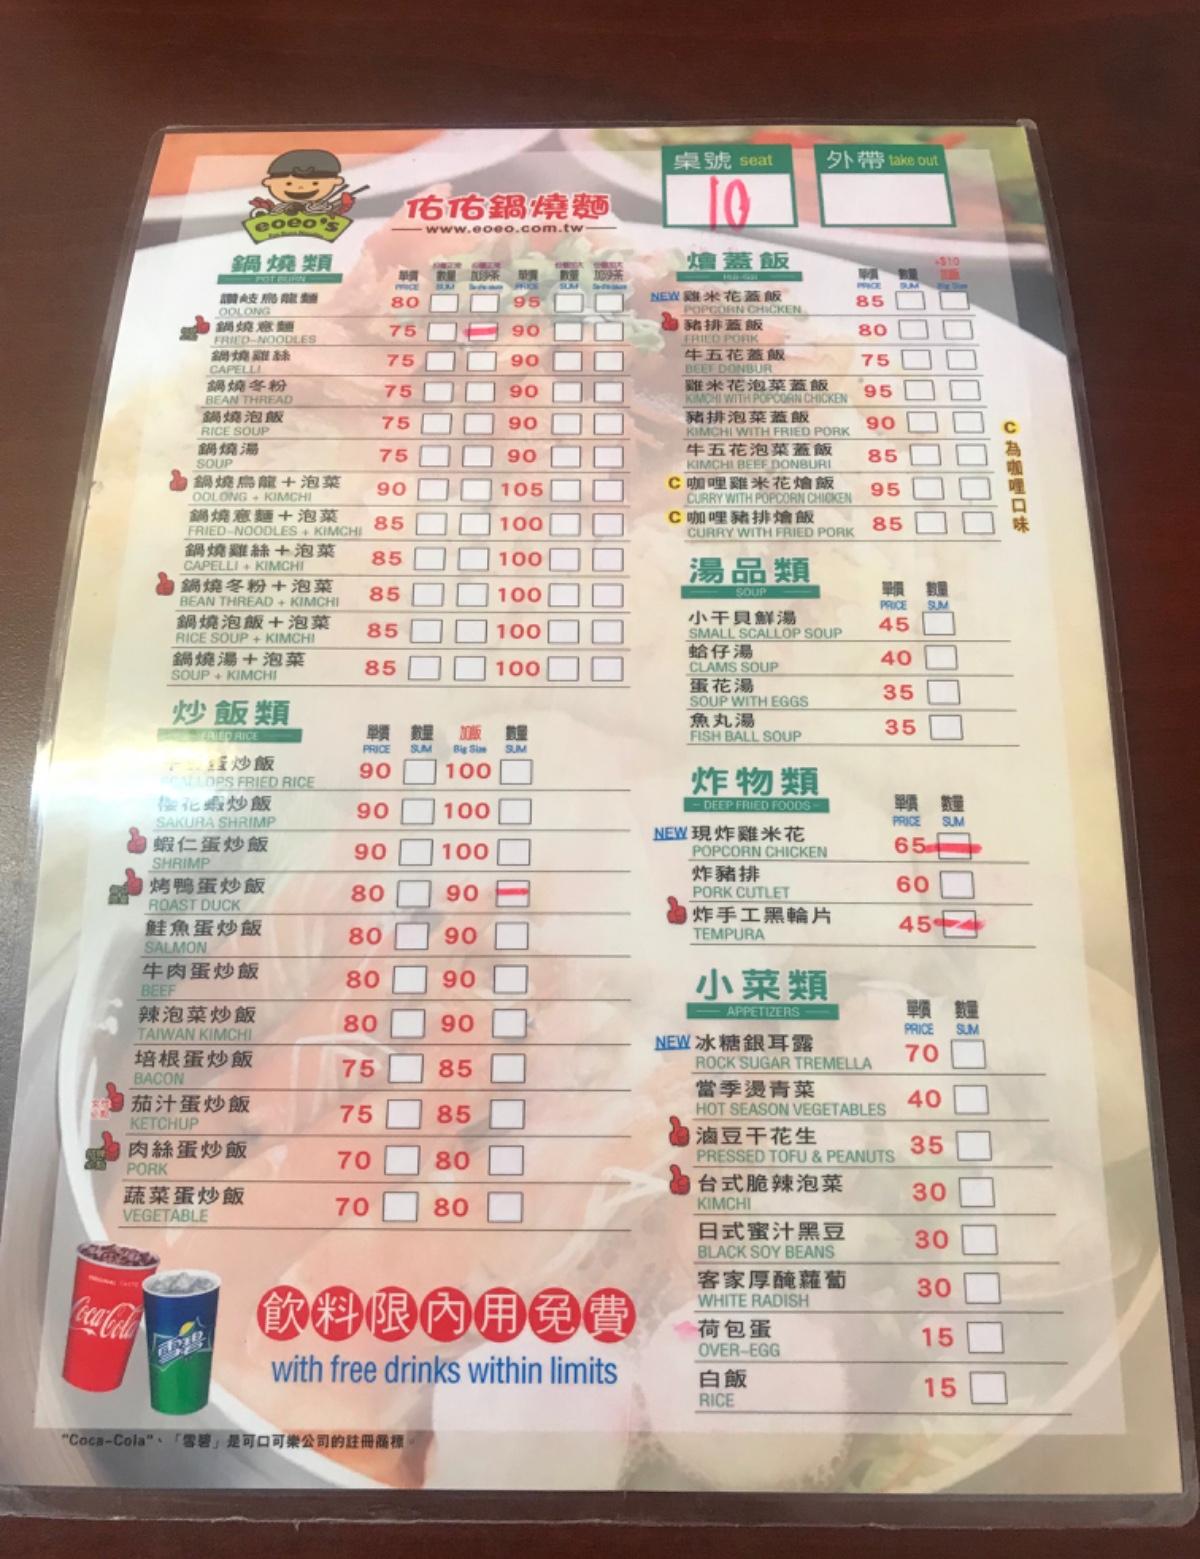 eoeo's
佑佑鍋燒麵
www.eoeo.com.tw
桌號 seat
10
外帶 take out
鍋燒類
POT BURN
單價 數量 加沙茶 單價 數量 加沙茶
PRICE SUM PRICE SUM
讚岐烏龍麵 80 95
OOLONG
鍋燒意麵 75 90
FRIED-NOODLES
鍋燒雞絲 75 90
CAPELLI
鍋燒冬粉 75 90
BEAN THREAD
鍋燒泡飯 75 90
RICE SOUP
鍋燒湯 75 90
SOUP
鍋燒烏龍＋泡菜 90 105
OOLONG + KIMCHI
鍋燒意麵＋泡菜 85 100
FRIED-NOODLES + KIMCHI
鍋燒雞絲＋泡菜 85 100
CAPELLI + KIMCHI
鍋燒冬粉＋泡菜 85 100
BEAN THREAD + KIMCHI
鍋燒泡飯＋泡菜 85 100
RICE SOUP + KIMCHI
鍋燒湯＋泡菜 85 100
SOUP + KIMCHI
炒飯類
FRIED RICE
單價 數量 加飯 數量
PRICE SUM Big Size SUM
蛋炒飯 90 100
SCALLOPS FRIED RICE
櫻花蝦炒飯 90 100
SAKURA SHRIMP
蝦仁蛋炒飯 90 100
SHRIMP
烤鴨蛋炒飯 80 90
ROAST DUCK
鮭魚蛋炒飯 80 90
SALMON
牛肉蛋炒飯 80 90
BEEF
辣泡菜炒飯 80 90
TAIWAN KIMCHI
培根蛋炒飯 75 85
BACON
茄汁蛋炒飯 75 85
KETCHUP
肉絲蛋炒飯 70 80
PORK
蔬菜蛋炒飯 70 80
VEGETABLE
燴蓋飯
+$10
單價 數量 加飯
PRICE SUM Big Size
NEW 雞米花蓋飯 85
POPCORN CHICKEN
豬排蓋飯 80
FRIED PORK
牛五花蓋飯 75
BEEF DONBUR
雞米花泡菜蓋飯 95
KIMCHI WITH POPCORN CHICKEN
豬排泡菜蓋飯 90
KIMCHI WITH FRIED PORK
牛五花泡菜蓋飯 85
KIMCHI BEEF DONBURI
C 咖哩雞米花燴飯 95
CURRY WITH POPCORN CHICKEN
C 咖哩豬排燴飯 85
CURRY WITH FRIED PORK
C為咖哩口味
湯品類
SOUP
單價 數量
PRICE SUM
小干貝鮮湯 45
SMALL SCALLOP SOUP
蛤仔湯 40
CLAMS SOUP
蛋花湯 35
SOUP WITH EGGS
魚丸湯 35
FISH BALL SOUP
炸物類
DEEP FRIED FOODS
單價 數量
PRICE SUM
NEW 現炸雞米花 65
POPCORN CHICKEN
炸豬排 60
PORK CUTLET
炸手工黑輪片 45
TEMPURA
小菜類
APPETIZERS
單價 數量
PRICE SUM
NEW 冰糖銀耳露 70
ROCK SUGAR TREMELLA
當季燙青菜 40
HOT SEASON VEGETABLES
滷豆干花生 35
PRESSED TOFU & PEANUTS
台式脆辣泡菜 30
KIMCHI
日式蜜汁黑豆 30
BLACK SOY BEANS
客家厚醃蘿蔔 30
WHITE RADISH
荷包蛋 15
OVER-EGG
白飯 15
RICE
ORIGINAL TASTE
Coca-Cola
雪碧
飲料限內用免費
with free drinks within limits
"Coca-Cola"、「雪碧」是可口可樂公司的註冊商標。